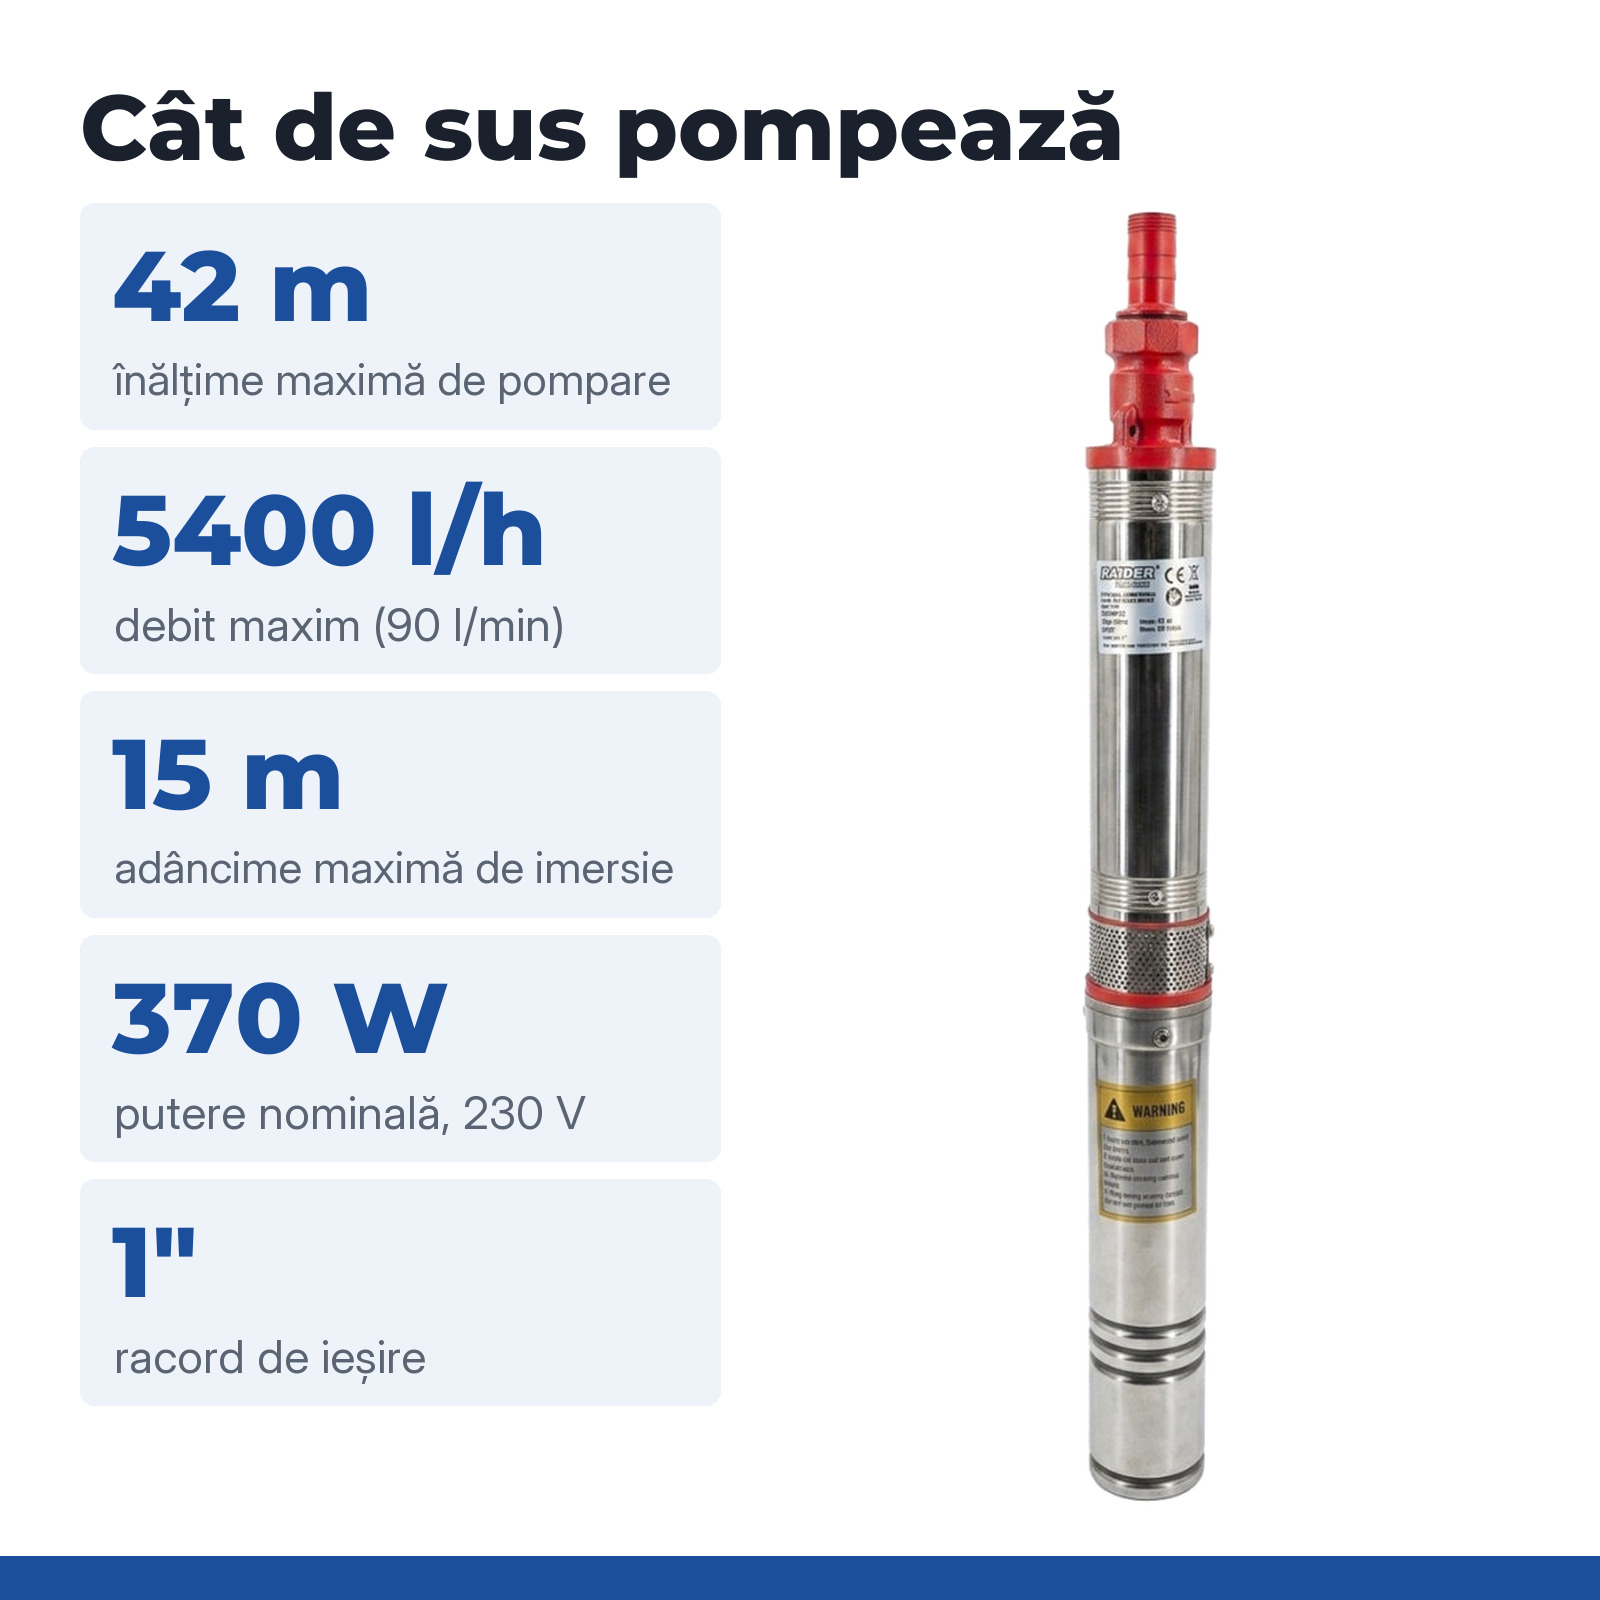 Cât de sus pompează
42 m
înălțime maximă de pompare
5400 l/h
debit maxim (90 l/min)
15 m
adâncime maximă de imersie
370 W
putere nominală, 230 V
1"
racord de ieșire
RAIDER
CE
WARNING